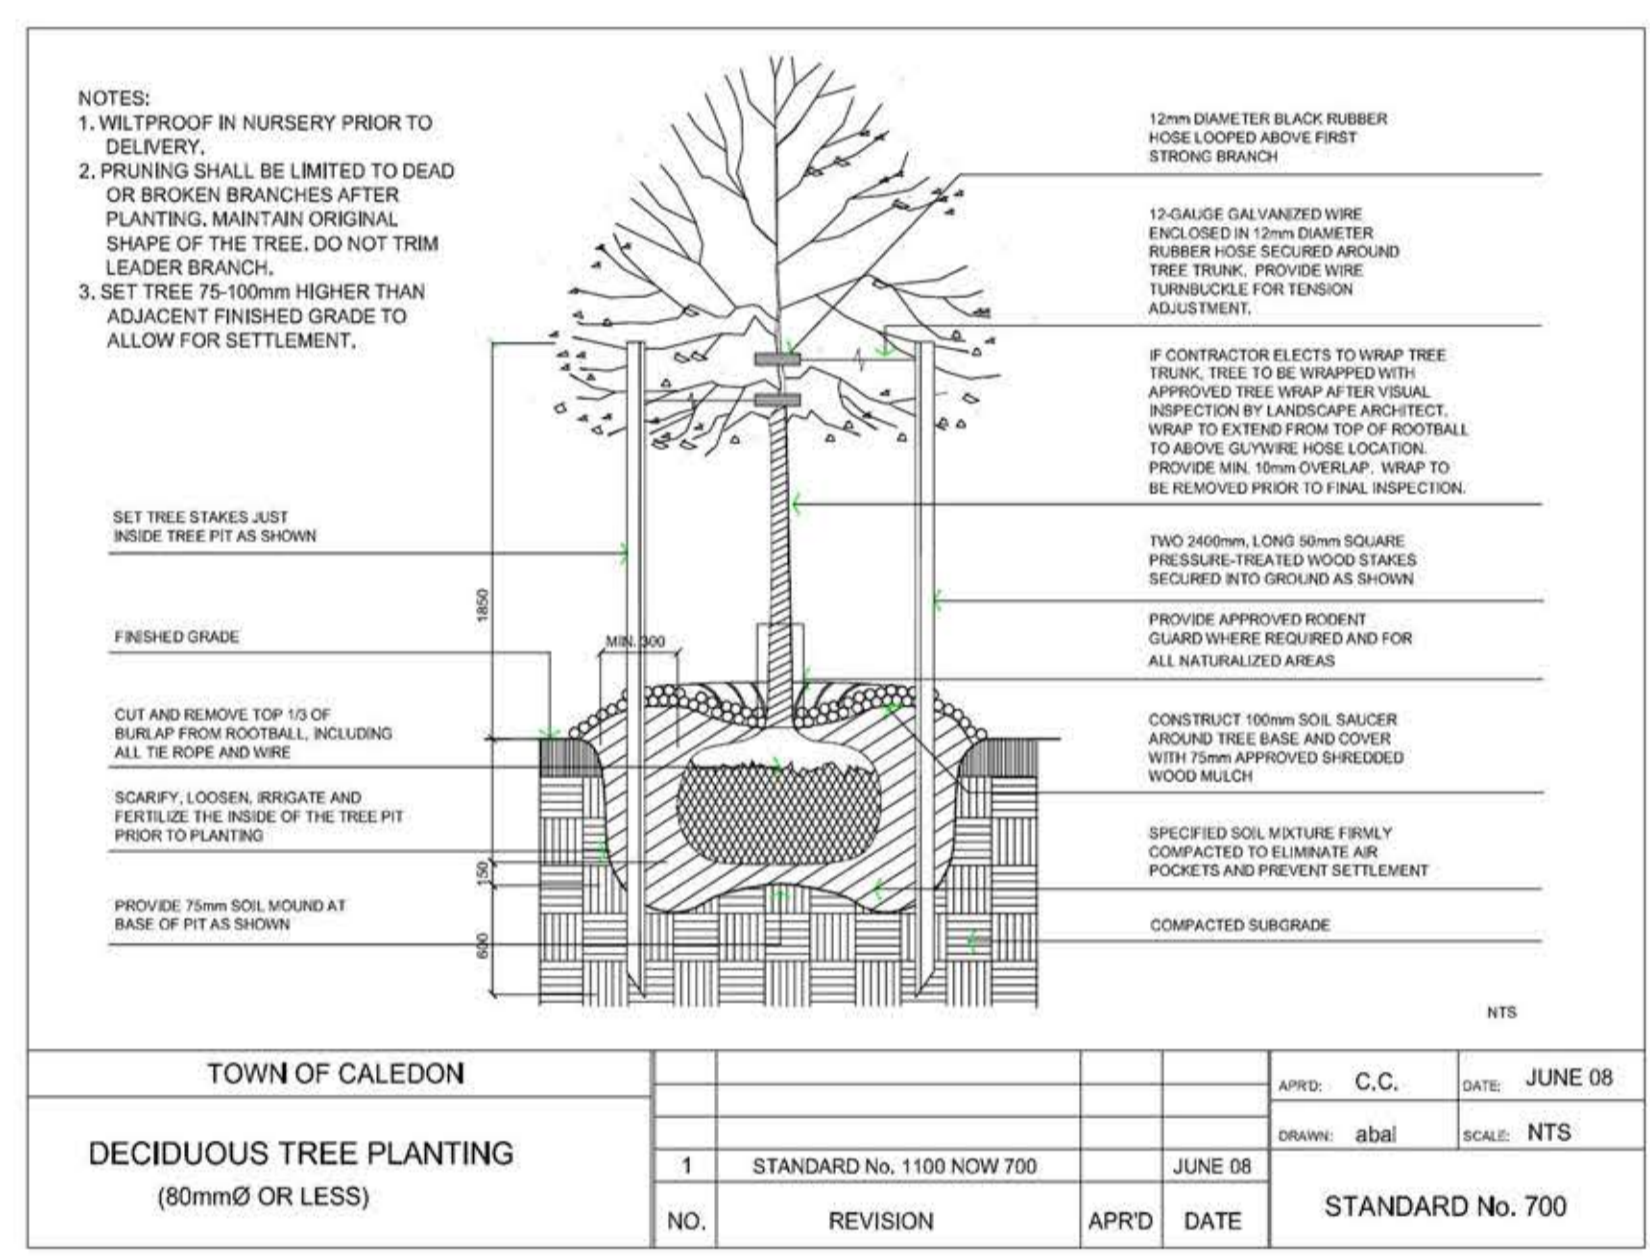 NOTES:
1. WILTPROOF IN NURSERY PRIOR TO
DELIVERY.
2. PRUNING SHALL BE LIMITED TO DEAD
OR BROKEN BRANCHES AFTER
PLANTING. MAINTAIN ORIGINAL
SHAPE OF THE TREE. DO NOT TRIM
LEADER BRANCH.
3. SET TREE 75-100mm HIGHER THAN
ADJACENT FINISHED GRADE TO
ALLOW FOR SETTLEMENT.
SET TREE STAKES JUST
INSIDE TREE PIT AS SHOWN
FINISHED GRADE
CUT AND REMOVE TOP 1/3 OF
BURLAP FROM ROOTBALL, INCLUDING
ALL TIE ROPE AND WIRE
SCARIFY, LOOSEN, IRRIGATE AND
FERTILIZE THE INSIDE OF THE TREE PIT
PRIOR TO PLANTING
PROVIDE 75mm SOIL MOUND AT
BASE OF PIT AS SHOWN
1850
MIN. 300
150
600
12mm DIAMETER BLACK RUBBER
HOSE LOOPED ABOVE FIRST
STRONG BRANCH
12-GAUGE GALVANIZED WIRE
ENCLOSED IN 12mm DIAMETER
RUBBER HOSE SECURED AROUND
TREE TRUNK. PROVIDE WIRE
TURNBUCKLE FOR TENSION
ADJUSTMENT.
IF CONTRACTOR ELECTS TO WRAP TREE
TRUNK, TREE TO BE WRAPPED WITH
APPROVED TREE WRAP AFTER VISUAL
INSPECTION BY LANDSCAPE ARCHITECT.
WRAP TO EXTEND FROM TOP OF ROOTBALL
TO ABOVE GUYWIRE HOSE LOCATION.
PROVIDE MIN. 10mm OVERLAP. WRAP TO
BE REMOVED PRIOR TO FINAL INSPECTION.
TWO 2400mm, LONG 50mm SQUARE
PRESSURE-TREATED WOOD STAKES
SECURED INTO GROUND AS SHOWN
PROVIDE APPROVED RODENT
GUARD WHERE REQUIRED AND FOR
ALL NATURALIZED AREAS
CONSTRUCT 100mm SOIL SAUCER
AROUND TREE BASE AND COVER
WITH 75mm APPROVED SHREDDED
WOOD MULCH
SPECIFIED SOIL MIXTURE FIRMLY
COMPACTED TO ELIMINATE AIR
POCKETS AND PREVENT SETTLEMENT
COMPACTED SUBGRADE
NTS
TOWN OF CALEDON
DECIDUOUS TREE PLANTING
(80mmØ OR LESS)
1 STANDARD No. 1100 NOW 700 JUNE 08
NO. REVISION APR'D DATE
APR'D: C.C. DATE: JUNE 08
DRAWN: abal SCALE: NTS
STANDARD No. 700